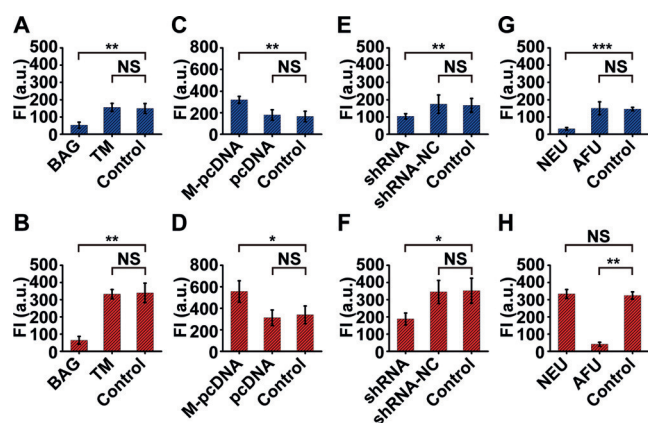 A
**
NS
FI (a.u.)
500
400
300
200
100
0
BAG
TM
Control
C
**
NS
FI (a.u.)
800
600
400
200
0
M-pcDNA
pcDNA
Control
E
**
NS
FI (a.u.)
500
400
300
200
100
0
shRNA
shRNA-NC
Control
G
***
NS
FI (a.u.)
500
400
300
200
100
0
NEU
AFU
Control
B
**
NS
FI (a.u.)
500
400
300
200
100
0
BAG
TM
Control
D
*
NS
FI (a.u.)
800
600
400
200
0
M-pcDNA
pcDNA
Control
F
*
NS
FI (a.u.)
500
400
300
200
100
0
shRNA
shRNA-NC
Control
H
NS
**
FI (a.u.)
500
400
300
200
100
0
NEU
AFU
Control